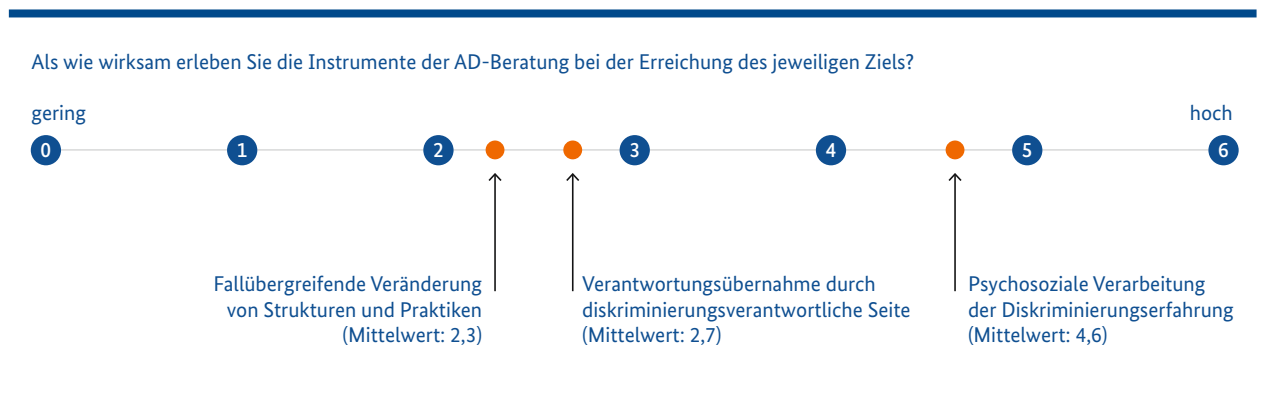 Als wie wirksam erleben Sie die Instrumente der AD-Beratung bei der Erreichung des jeweiligen Ziels?
gering
hoch
0
1
2
3
4
5
6
Fallübergreifende Veränderung
von Strukturen und Praktiken
(Mittelwert: 2,3)
Verantwortungsübernahme durch
diskriminierungsverantwortliche Seite
(Mittelwert: 2,7)
Psychosoziale Verarbeitung
der Diskriminierungserfahrung
(Mittelwert: 4,6)